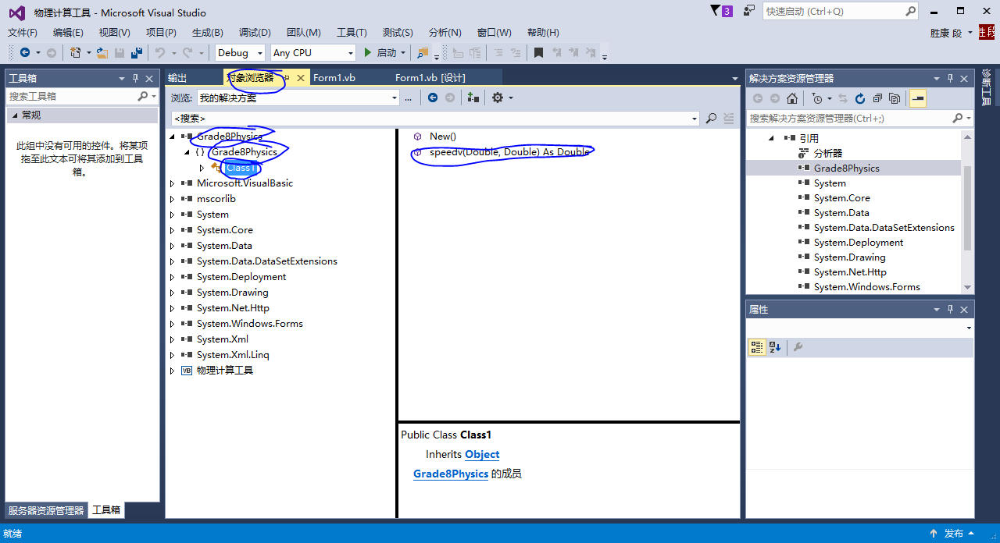 物理计算工具 - Microsoft Visual Studio
3
快速启动 (Ctrl+Q)
文件(F) 编辑(E) 视图(V) 项目(P) 生成(B) 调试(D) 团队(M) 工具(T) 测试(S) 分析(N) 窗口(W) 帮助(H)
胜康 段
胜段
Debug Any CPU 启动
工具箱
搜索工具箱
常规
此组中没有可用的控件。将某项
拖至此文本可将其添加到工具
箱。
服务器资源管理器 工具箱
输出 对象浏览器 Form1.vb Form1.vb [设计]
浏览: 我的解决方案 ...
<搜索>
Grade8Physics
{ } Grade8Physics
Class1
Microsoft.VisualBasic
mscorlib
System
System.Core
System.Data
System.Data.DataSetExtensions
System.Deployment
System.Drawing
System.Net.Http
System.Windows.Forms
System.Xml
System.Xml.Linq
VB 物理计算工具
New()
speedv(Double, Double) As Double
Public Class Class1
Inherits Object
Grade8Physics 的成员
解决方案资源管理器
搜索解决方案资源管理器(Ctrl+;)
引用
分析器
Grade8Physics
System
System.Core
System.Data
System.Data.DataSetExtensions
System.Deployment
System.Drawing
System.Net.Http
System.Windows.Forms
属性
诊断工具
就绪
发布